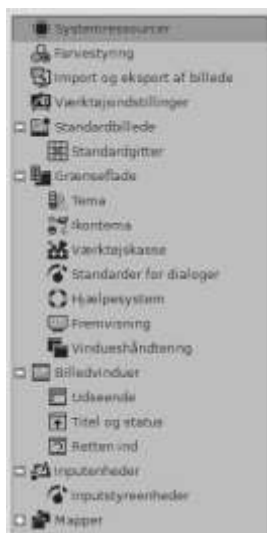 Systemressourcer
Farvestyring
Import og eksport af billede
Værktøjsindstillinger
Standardbillede
Standardgitter
Grænseflade
Tema
Ikontema
Værktøjskasse
Standarder for dialoger
Hjælpesystem
Fremvisning
Vindueshåndtering
Billedvinduer
Udseende
Titel og status
Retten ind
Inputenheder
Inputstyreenheder
Mapper